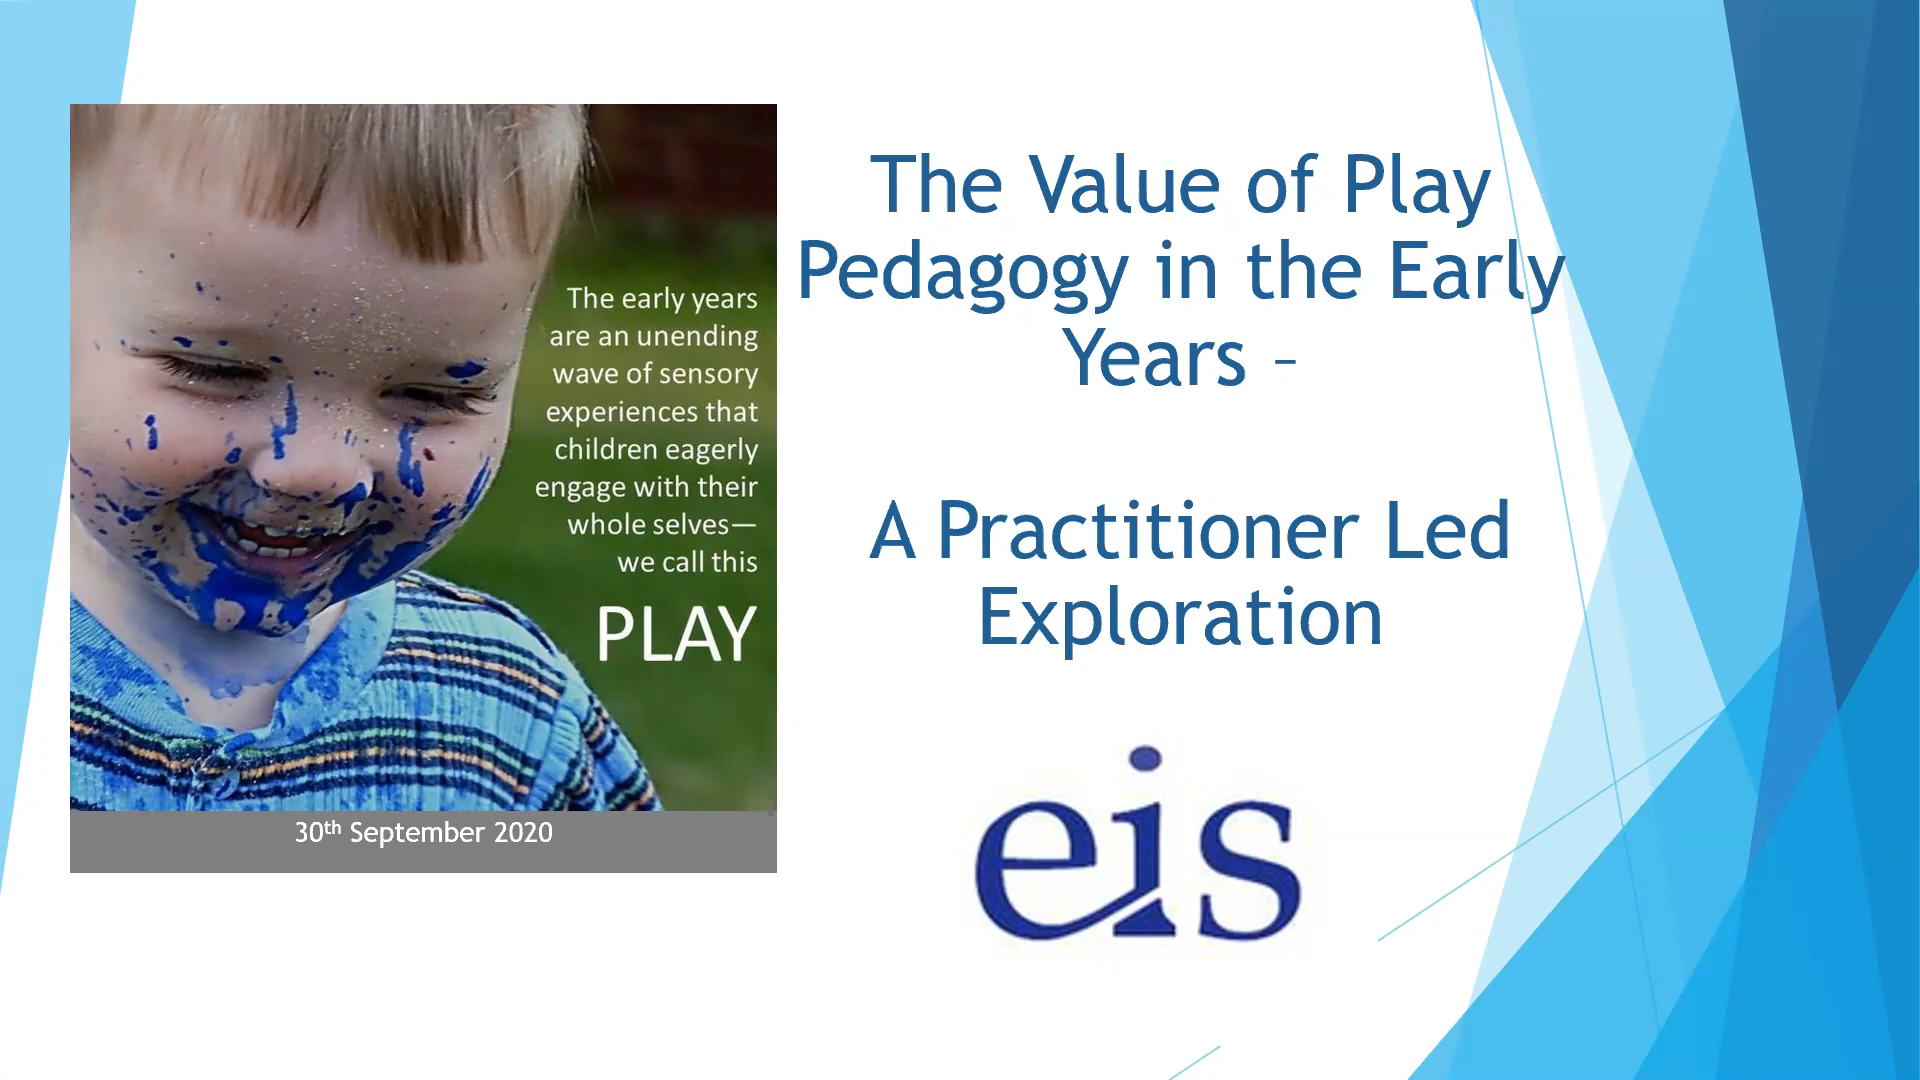 The early years
are an unending
wave of sensory
experiences that
children eagerly
engage with their
whole selves—
we call this
PLAY
30th September 2020
The Value of Play
Pedagogy in the Early
Years –
A Practitioner Led
Exploration
eis